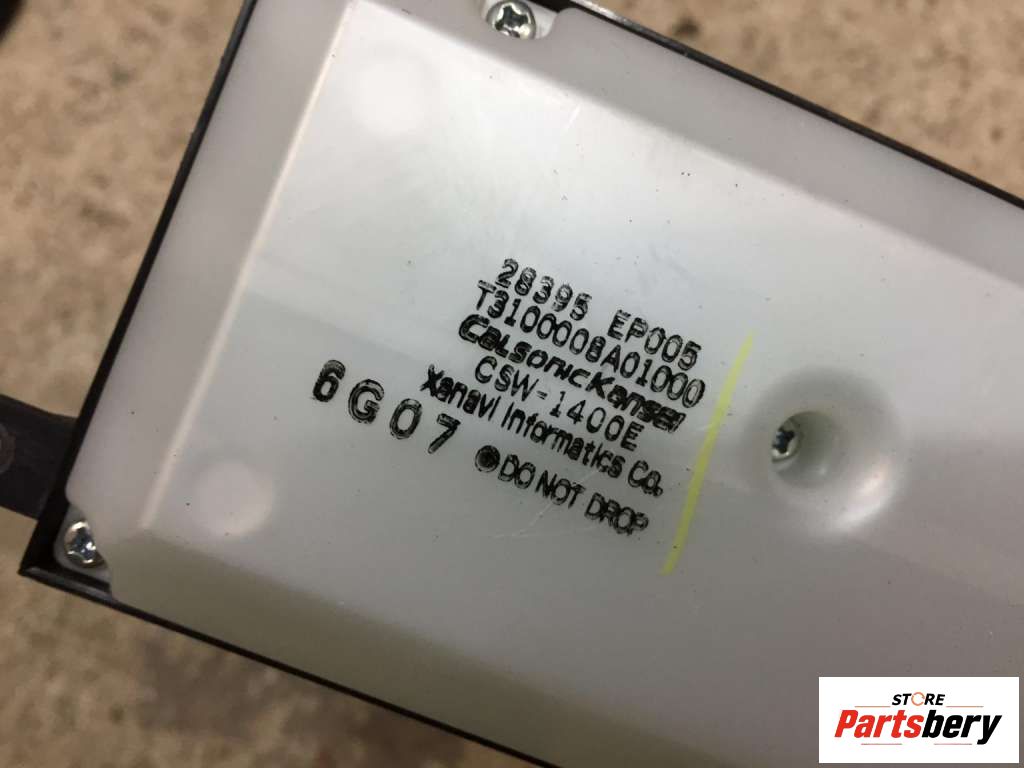 28395 EP005
T3100008A01000
CalsonicKansei
CSW-1400E
Xanavi Informatics Co.
6G07
DO NOT DROP
STORE
Partsbery